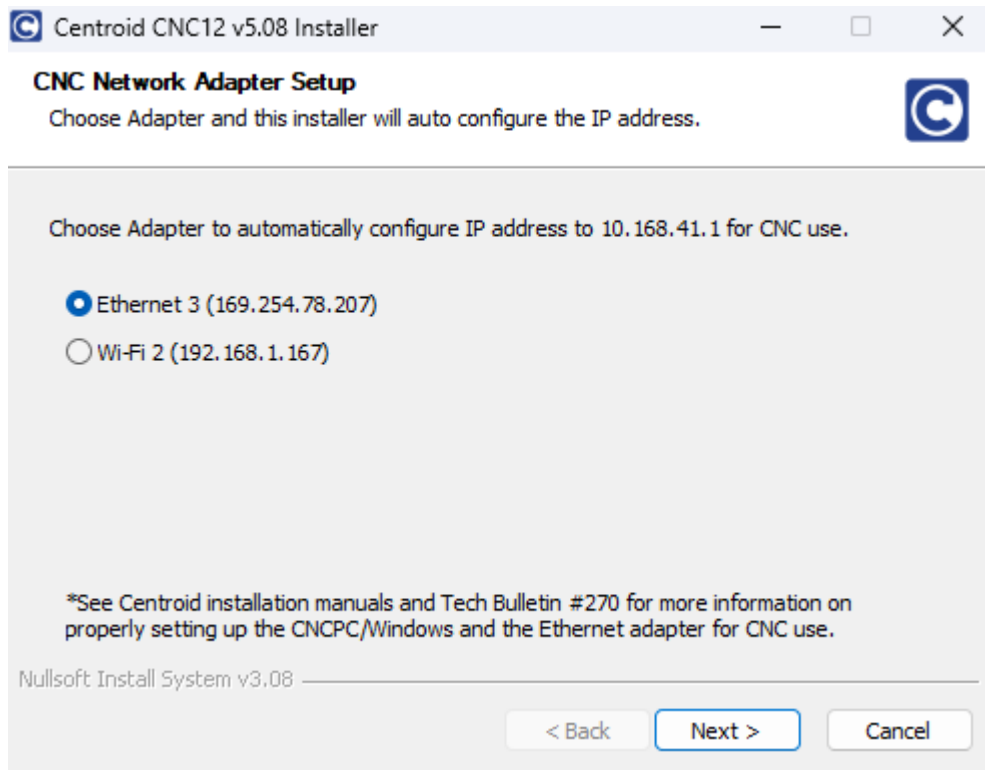 Centroid CNC12 v5.08 Installer
CNC Network Adapter Setup
Choose Adapter and this installer will auto configure the IP address.
Choose Adapter to automatically configure IP address to 10.168.41.1 for CNC use.
Ethernet 3 (169.254.78.207)
Wi-Fi 2 (192.168.1.167)
*See Centroid installation manuals and Tech Bulletin #270 for more information on
properly setting up the CNCPC/Windows and the Ethernet adapter for CNC use.
Nullsoft Install System v3.08
< Back Next > Cancel